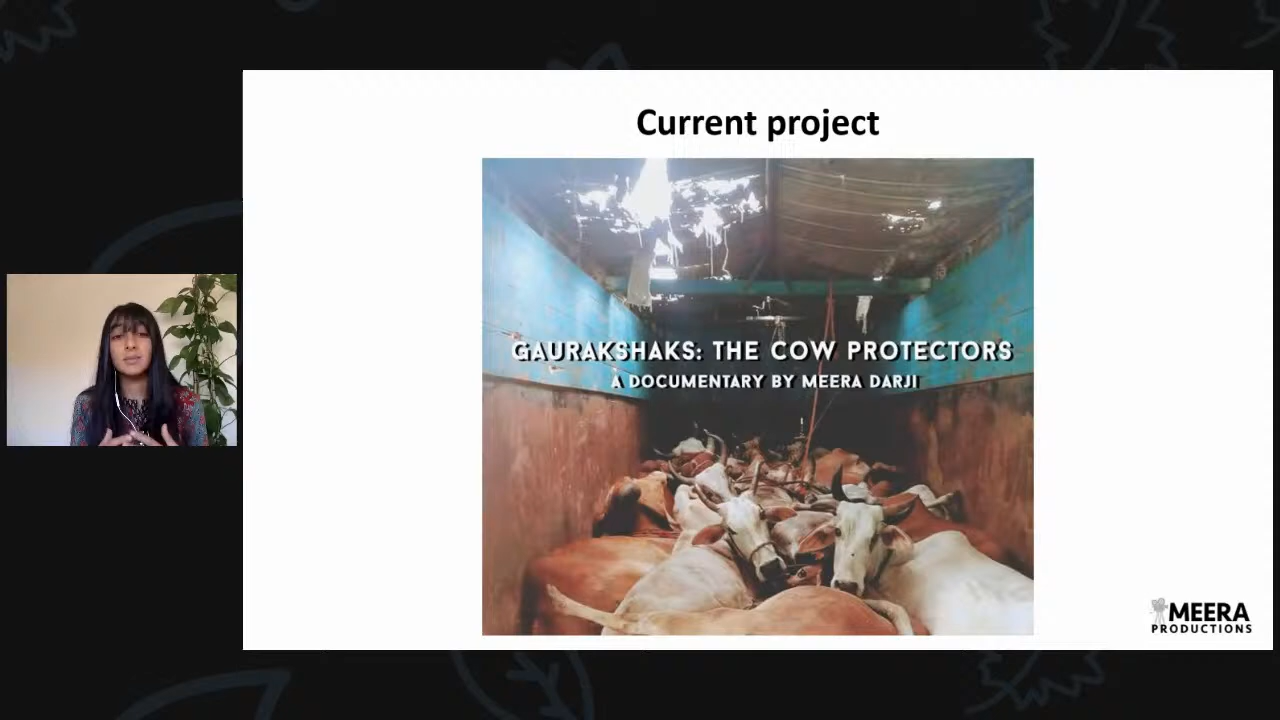 Current project
GAURAKSHAKS: THE COW PROTECTORS
A DOCUMENTARY BY MEERA DARJI
MEERA
PRODUCTIONS